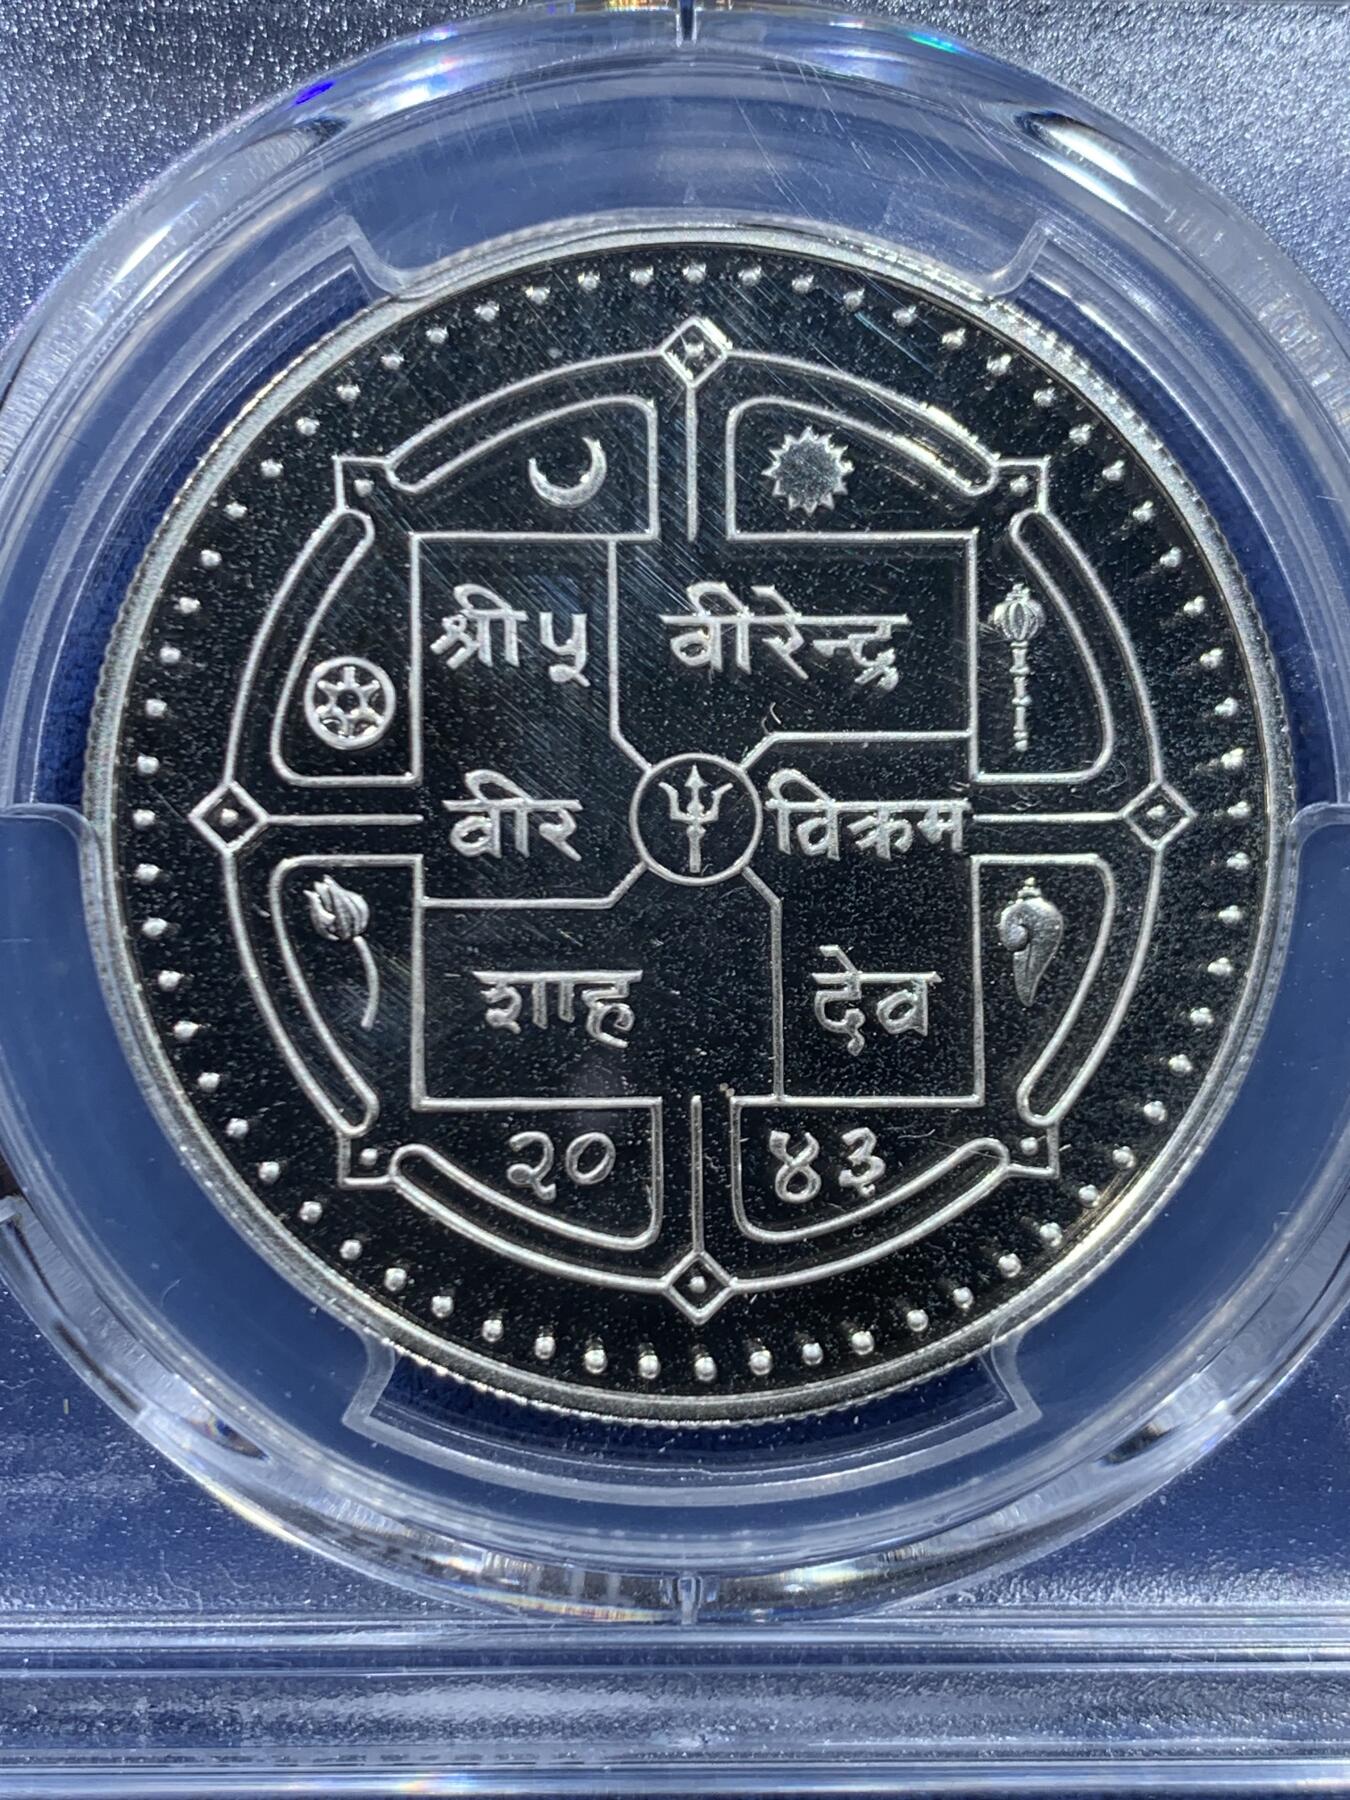 श्री ५ वीरेन्द्र
वीर विक्रम
शाह देव
२० ४३